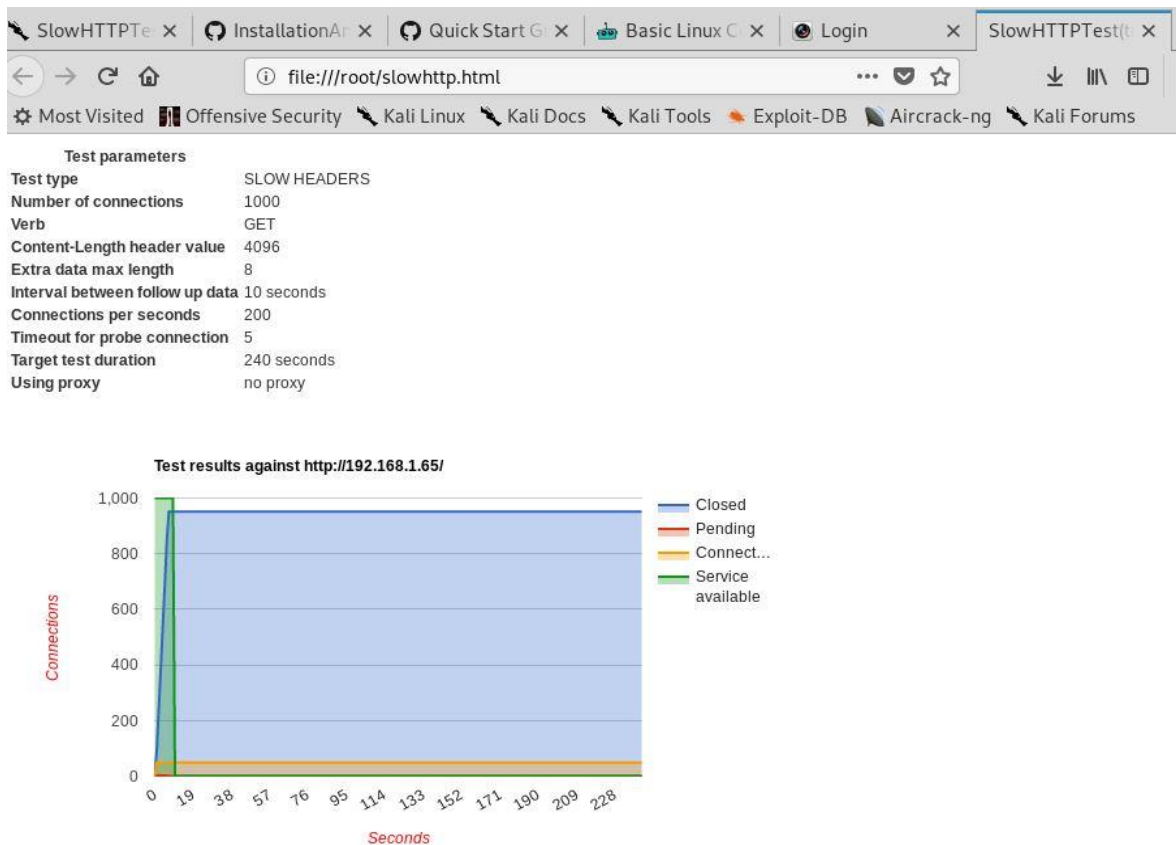 SlowHTTPTe
InstallationAr
Quick Start G
Basic Linux C
Login
SlowHTTPTest(t
file:///root/slowhttp.html
Most Visited Offensive Security Kali Linux Kali Docs Kali Tools Exploit-DB Aircrack-ng Kali Forums
Test parameters
Test type SLOW HEADERS
Number of connections 1000
Verb GET
Content-Length header value 4096
Extra data max length 8
Interval between follow up data 10 seconds
Connections per seconds 200
Timeout for probe connection 5
Target test duration 240 seconds
Using proxy no proxy
Test results against http://192.168.1.65/
1,000
800
600
400
200
0
Connections
0 19 38 57 76 95 114 133 152 171 190 209 228
Seconds
Closed
Pending
Connect...
Service
available